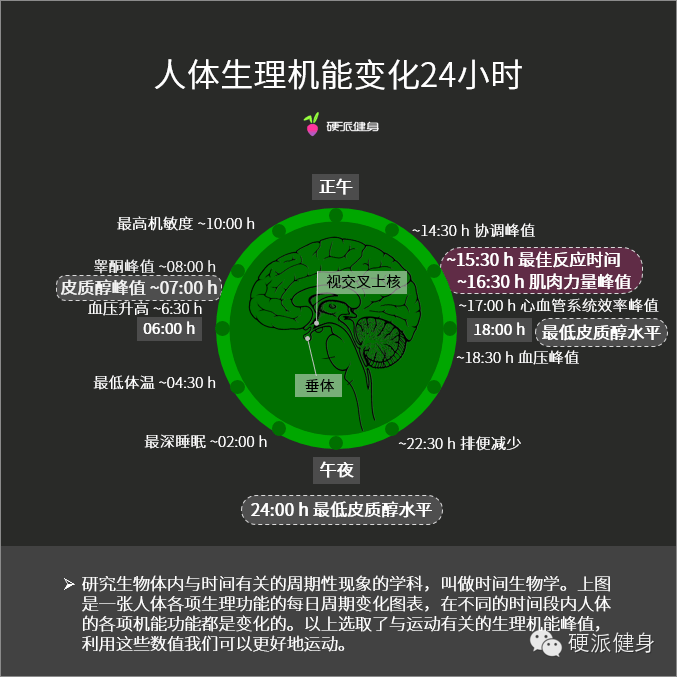 人体生理机能变化24小时
硬派健身
正午
最高机敏度 ~10:00 h
~14:30 h 协调峰值
睾酮峰值 ~08:00 h
~15:30 h 最佳反应时间
皮质醇峰值 ~07:00 h
视交叉上核
~16:30 h 肌肉力量峰值
血压升高 ~6:30 h
~17:00 h 心血管系统效率峰值
06:00 h
18:00 h
最低皮质醇水平
~18:30 h 血压峰值
最低体温 ~04:30 h
垂体
最深睡眠 ~02:00 h
~22:30 h 排便减少
午夜
24:00 h 最低皮质醇水平
➢ 研究生物体内与时间有关的周期性现象的学科，叫做时间生物学。上图
是一张人体各项生理功能的每日周期变化图表，在不同的时间段内人体
的各项机能功能都是变化的。以上选取了与运动有关的生理机能峰值，
利用这些数值我们可以更好地运动。
硬派健身